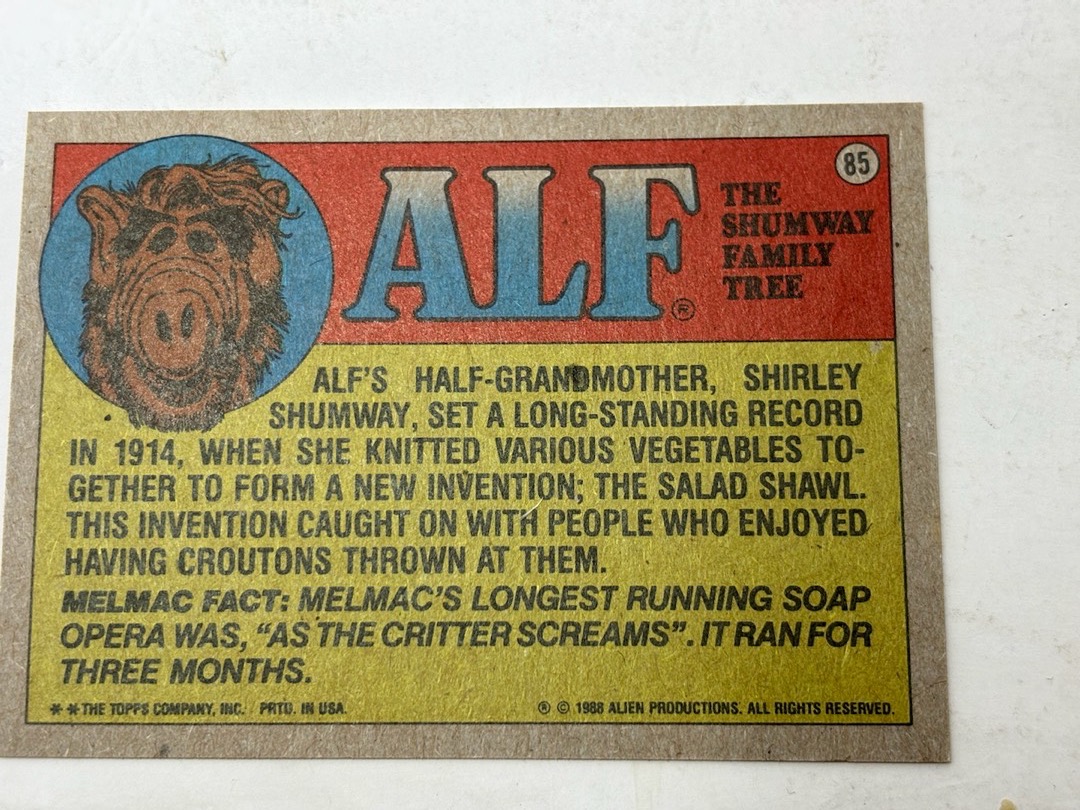 85
ALF®
THE
SHUMWAY
FAMILY
TREE
ALF'S HALF-GRANDMOTHER, SHIRLEY
SHUMWAY, SET A LONG-STANDING RECORD
IN 1914, WHEN SHE KNITTED VARIOUS VEGETABLES TO-
GETHER TO FORM A NEW INVENTION; THE SALAD SHAWL.
THIS INVENTION CAUGHT ON WITH PEOPLE WHO ENJOYED
HAVING CROUTONS THROWN AT THEM.
MELMAC FACT: MELMAC'S LONGEST RUNNING SOAP
OPERA WAS, "AS THE CRITTER SCREAMS". IT RAN FOR
THREE MONTHS.
* * THE TOPPS COMPANY, INC. PRTD. IN USA.
® © 1988 ALIEN PRODUCTIONS. ALL RIGHTS RESERVED.